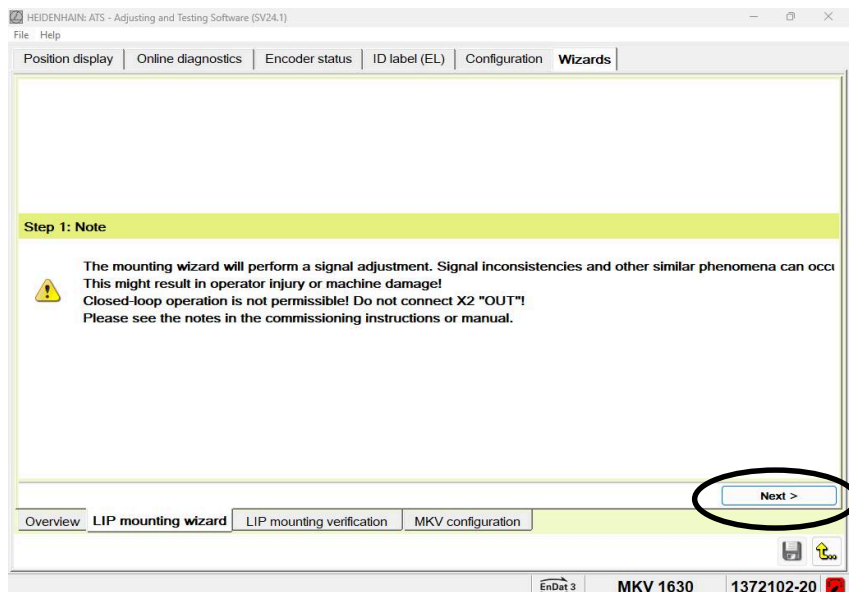 HEIDENHAIN: ATS - Adjusting and Testing Software (SV24.1)
File Help
Position display Online diagnostics Encoder status ID label (EL) Configuration Wizards
Step 1: Note
The mounting wizard will perform a signal adjustment. Signal inconsistencies and other similar phenomena can occu
This might result in operator injury or machine damage!
Closed-loop operation is not permissible! Do not connect X2 "OUT"!
Please see the notes in the commissioning instructions or manual.
Next >
Overview LIP mounting wizard LIP mounting verification MKV configuration
EnDat 3 MKV 1630 1372102-20